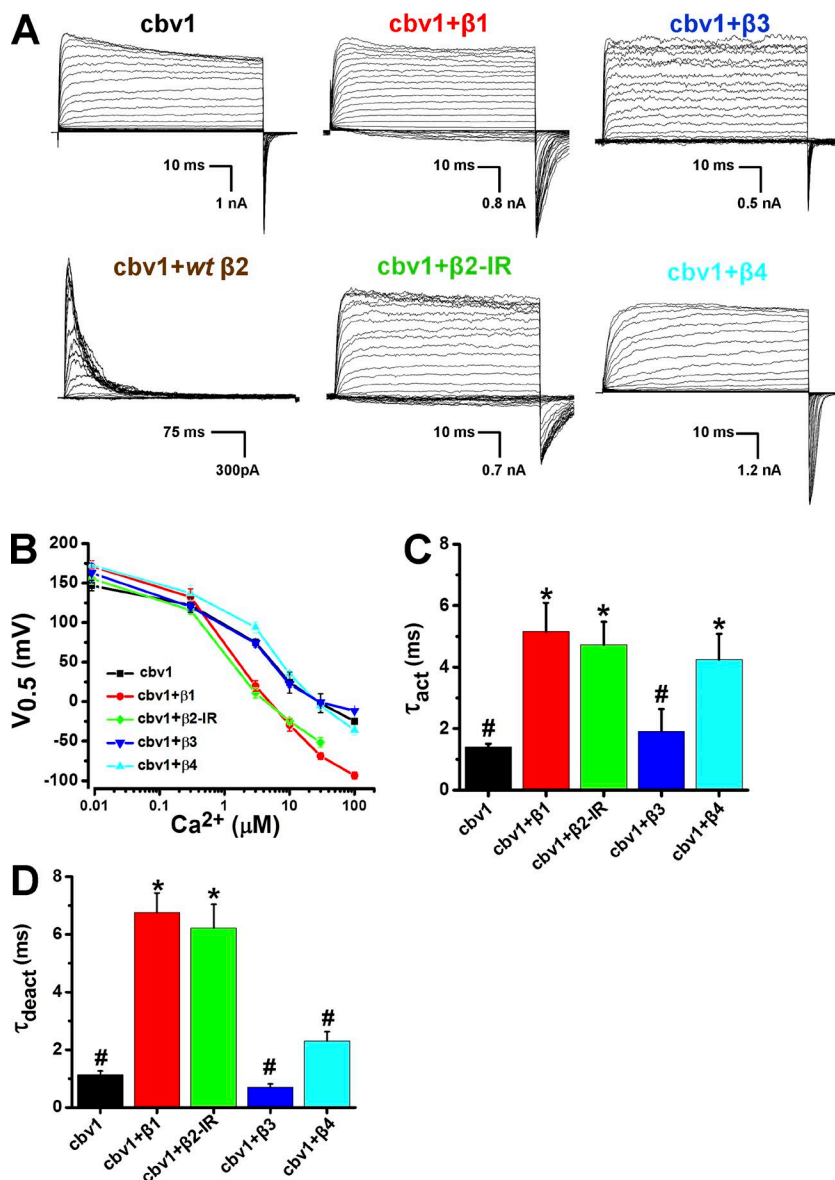 A
cbv1
cbv1+β1
cbv1+β3
10 ms
1 nA
10 ms
0.8 nA
10 ms
0.5 nA
cbv1+wt β2
cbv1+β2-IR
cbv1+β4
75 ms
300pA
10 ms
0.7 nA
10 ms
1.2 nA
B
V0.5 (mV)
200
150
100
50
0
-50
-100
cbv1
cbv1+β1
cbv1+β2-IR
cbv1+β3
cbv1+β4
0.01
0.1
1
10
100
Ca2+ (μM)
C
τact (ms)
8
6
4
2
0
#
*
*
#
*
cbv1
cbv1+β1
cbv1+β2-IR
cbv1+β3
cbv1+β4
D
τdeact (ms)
8
6
4
2
0
#
*
*
#
#
cbv1
cbv1+β1
cbv1+β2-IR
cbv1+β3
cbv1+β4